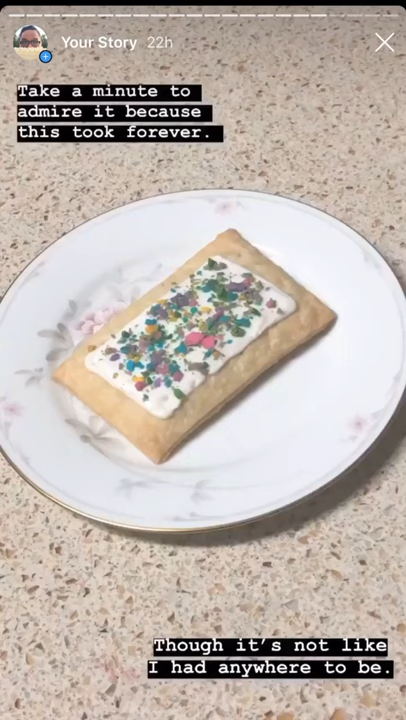 Your Story 22h
Take a minute to
admire it because
this took forever.
Though it's not like
I had anywhere to be.